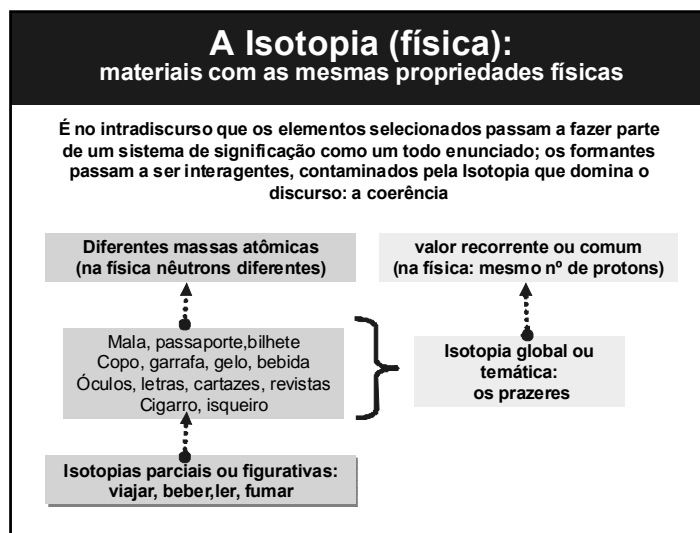 A Isotopia (física):
materiais com as mesmas propriedades físicas
É no intradiscurso que os elementos selecionados passam a fazer parte
de um sistema de significação como um todo enunciado; os formantes
passam a ser interagentes, contaminados pela Isotopia que domina o
discurso: a coerência
Diferentes massas atômicas
(na física nêutrons diferentes)
valor recorrente ou comum
(na física: mesmo nº de protons)
Mala, passaporte,bilhete
Copo, garrafa, gelo, bebida
Óculos, letras, cartazes, revistas
Cigarro, isqueiro
Isotopia global ou
temática:
os prazeres
Isotopias parciais ou figurativas:
viajar, beber,ler, fumar